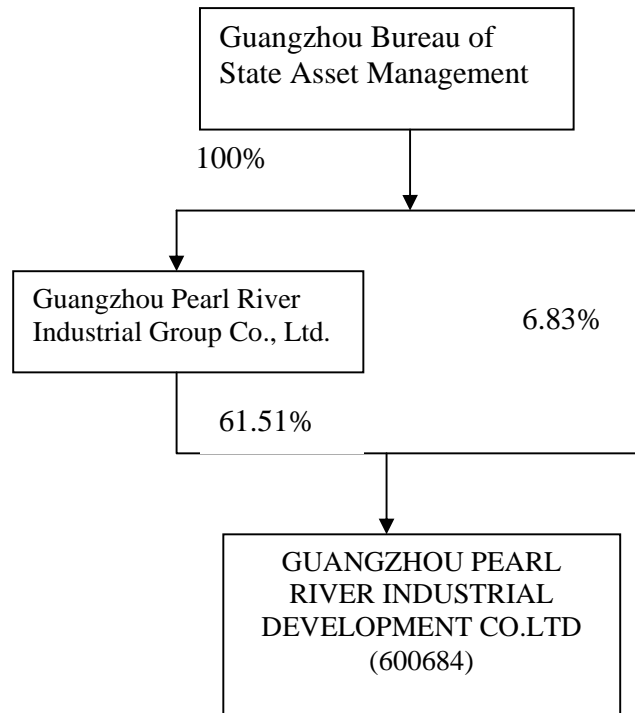 Guangzhou Bureau of
State Asset Management
100%
Guangzhou Pearl River
Industrial Group Co., Ltd.
6.83%
61.51%
GUANGZHOU PEARL
RIVER INDUSTRIAL
DEVELOPMENT CO.LTD
(600684)